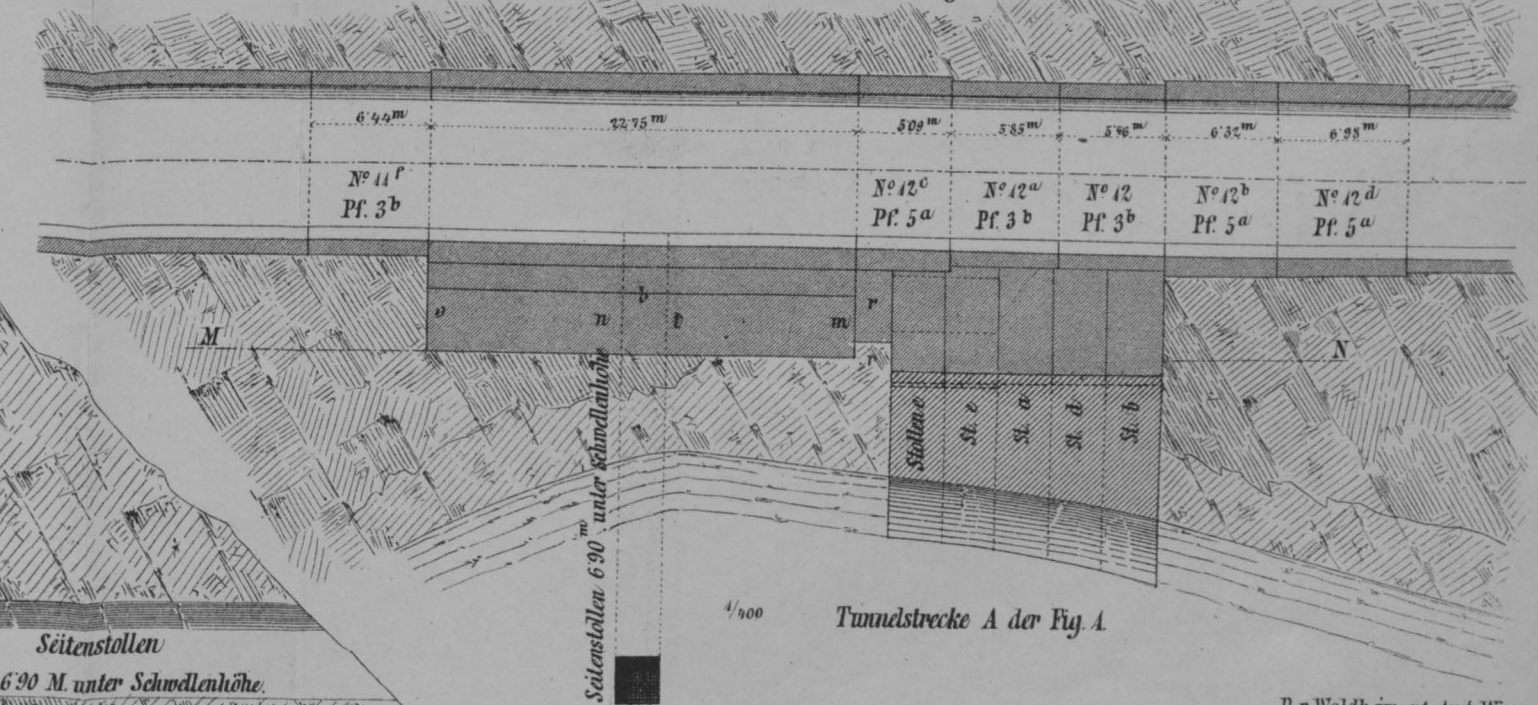 6·44m 22·75m 5·09m 5·85m 5·46m 6·32m 6·98m
No 11f No 12c No 12a No 12 No 12b No 12d
Pf. 3b Pf. 5a Pf. 3b Pf. 3b Pf. 5a Pf. 5a
v n b t m r
r
M N
Stollen c
St. e
St. a
St. d
St. b
Seitenstollen 6·90m unter Schwellenhöhe
1/400 Tunnelstrecke A der Fig. 1.
Seitenstollen
6·90 M. unter Schwellenhöhe.